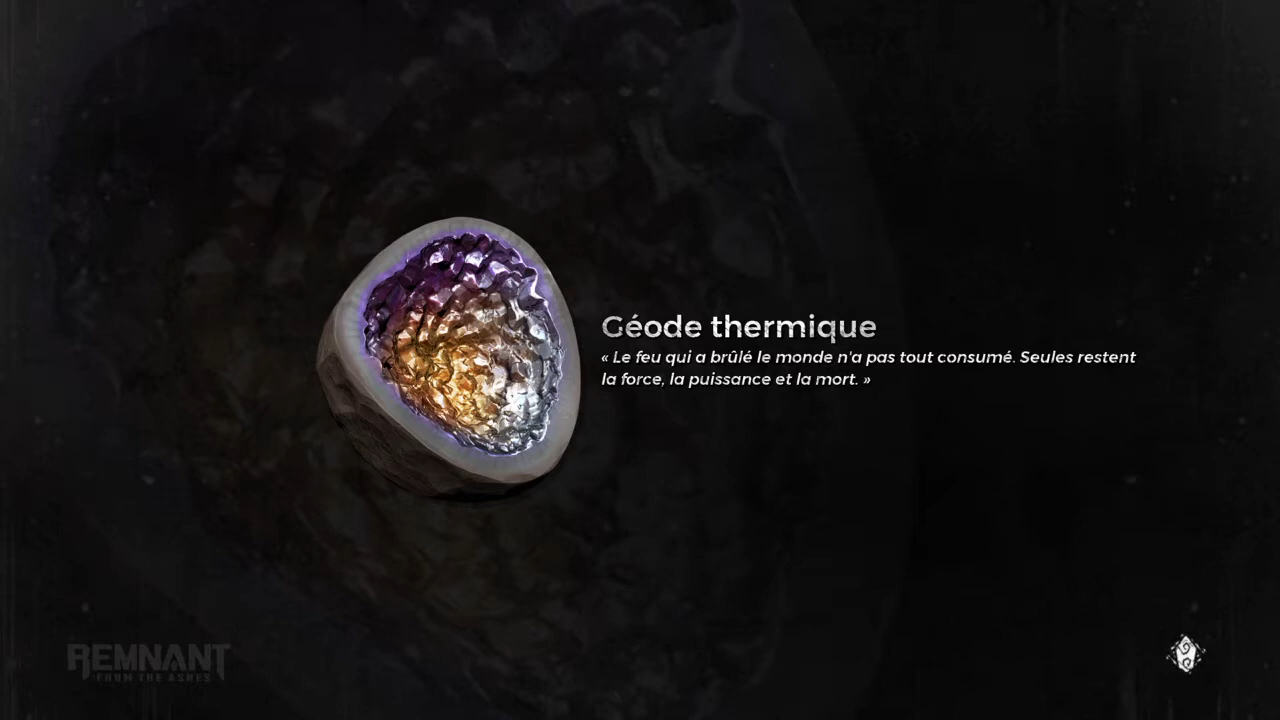 Géode thermique
« Le feu qui a brûlé le monde n'a pas tout consumé. Seules restent
la force, la puissance et la mort. »
REMNANT
FROM THE ASHES